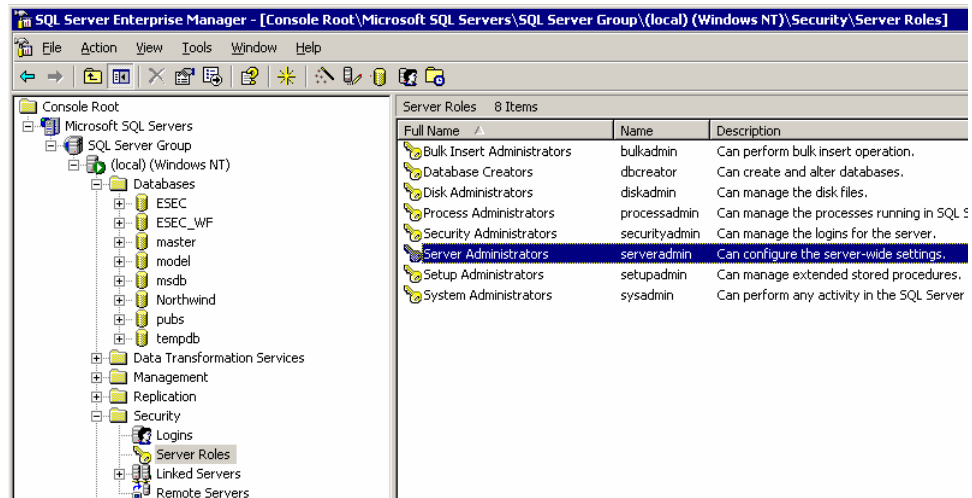 SQL Server Enterprise Manager - [Console Root\Microsoft SQL Servers\SQL Server Group\(local) (Windows NT)\Security\Server Roles]
File Action View Tools Window Help
Console Root
Microsoft SQL Servers
SQL Server Group
(local) (Windows NT)
Databases
ESEC
ESEC_WF
master
model
msdb
Northwind
pubs
tempdb
Data Transformation Services
Management
Replication
Security
Logins
Server Roles
Linked Servers
Remote Servers
Server Roles 8 Items
Full Name Name Description
Bulk Insert Administrators bulkadmin Can perform bulk insert operation.
Database Creators dbcreator Can create and alter databases.
Disk Administrators diskadmin Can manage the disk files.
Process Administrators processadmin Can manage the processes running in SQL S
Security Administrators securityadmin Can manage the logins for the server.
Server Administrators serveradmin Can configure the server-wide settings.
Setup Administrators setupadmin Can manage extended stored procedures.
System Administrators sysadmin Can perform any activity in the SQL Server